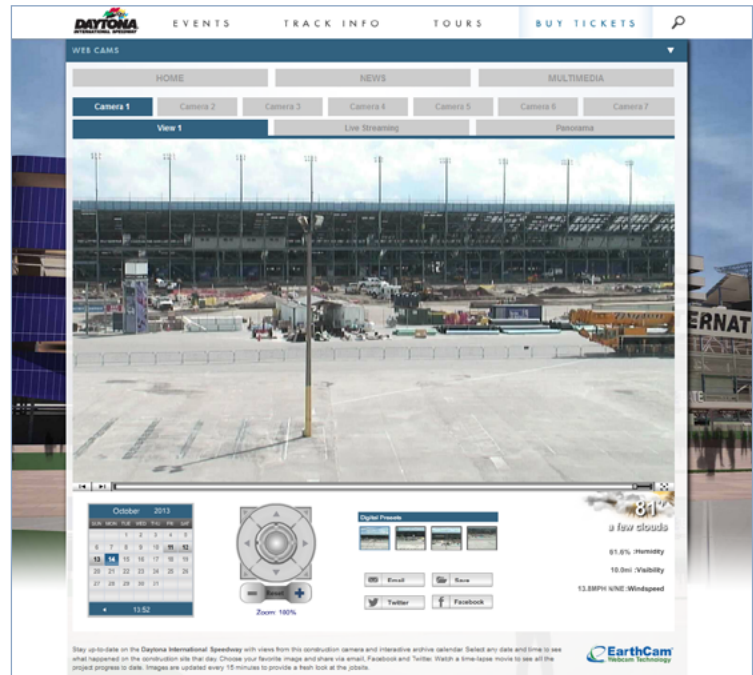 DAYTONA
INTERNATIONAL SPEEDWAY
EVENTS
TRACK INFO
TOURS
BUY TICKETS
WEB CAMS
HOME
NEWS
MULTIMEDIA
Camera 1
Camera 2
Camera 3
Camera 4
Camera 5
Camera 6
Camera 7
View 1
Live Streaming
Panorama
ERNAT
October 2013
SUN MON TUE WED THU FRI SAT
1 2 3 4 5
6 7 8 9 10 11 12
13 14 15 16 17 18 19
20 21 22 23 24 25 26
27 28 29 30 31
13:52
Reset
Zoom: 180%
Digital Presets
Email
Save
Twitter
Facebook
81°
a few clouds
61.6% :Humidity
10.0mi :Visibility
13.8MPH N/NE :Windspeed
Stay up-to-date on the Daytona International Speedway with views from this construction camera and interactive archive calendar. Select any date and time to see
what happened on the construction site that day. Choose your favorite image and share via email, Facebook and Twitter. Watch a time-lapse movie to see all the
project progress to date. Images are updated every 15 minutes to provide a fresh look at the jobsite.
EarthCam
Webcam Technology